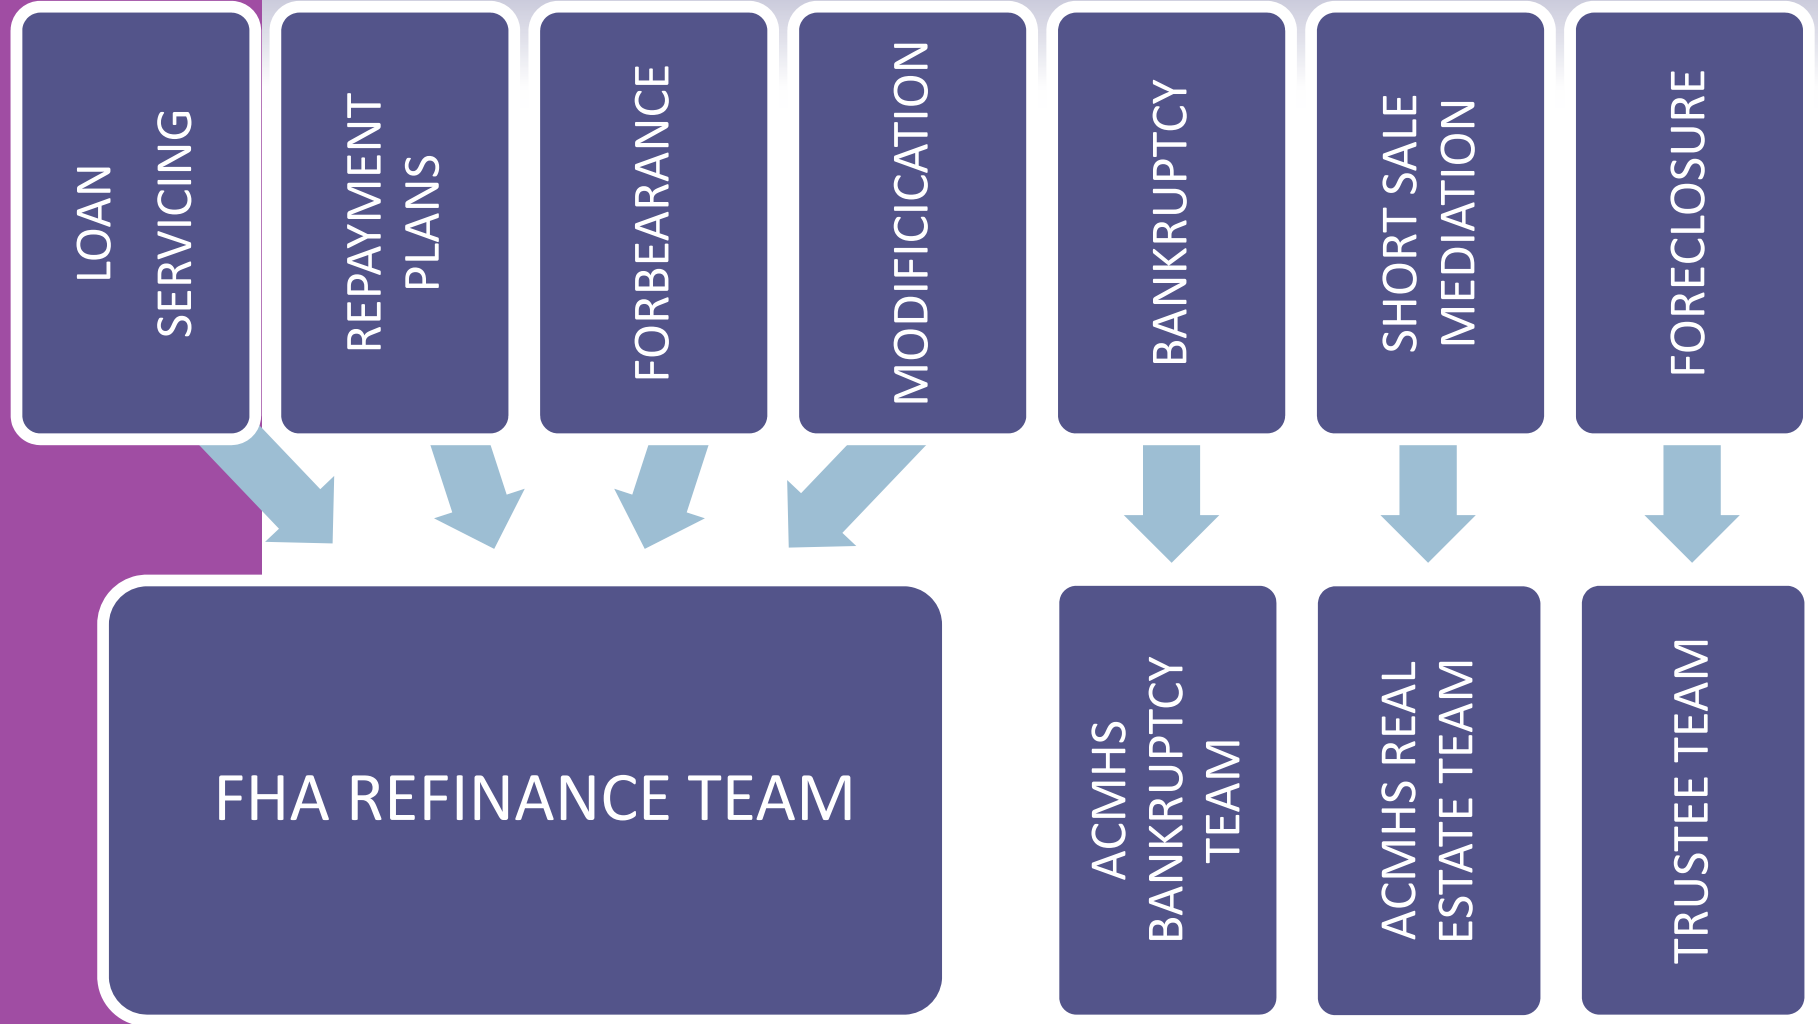 LOAN
SERVICING
REPAYMENT
PLANS
FORBEARANCE
MODIFICICATION
BANKRUPTCY
SHORT SALE
MEDIATION
FORECLOSURE
FHA REFINANCE TEAM
ACMHS
BANKRUPTCY
TEAM
ACMHS REAL
ESTATE TEAM
TRUSTEE TEAM